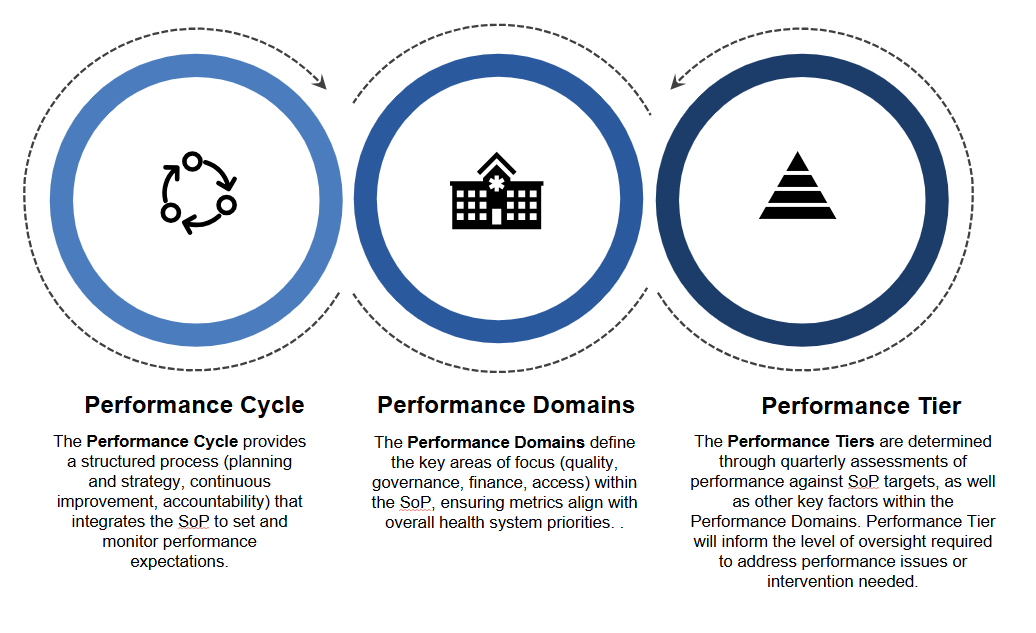 Performance Cycle
The Performance Cycle provides
a structured process (planning
and strategy, continuous
improvement, accountability) that
integrates the SoP to set and
monitor performance
expectations.
Performance Domains
The Performance Domains define
the key areas of focus (quality,
governance, finance, access) within
the SoP, ensuring metrics align with
overall health system priorities. .
Performance Tier
The Performance Tiers are determined
through quarterly assessments of
performance against SoP targets, as well
as other key factors within the
Performance Domains. Performance Tier
will inform the level of oversight required
to address performance issues or
intervention needed.